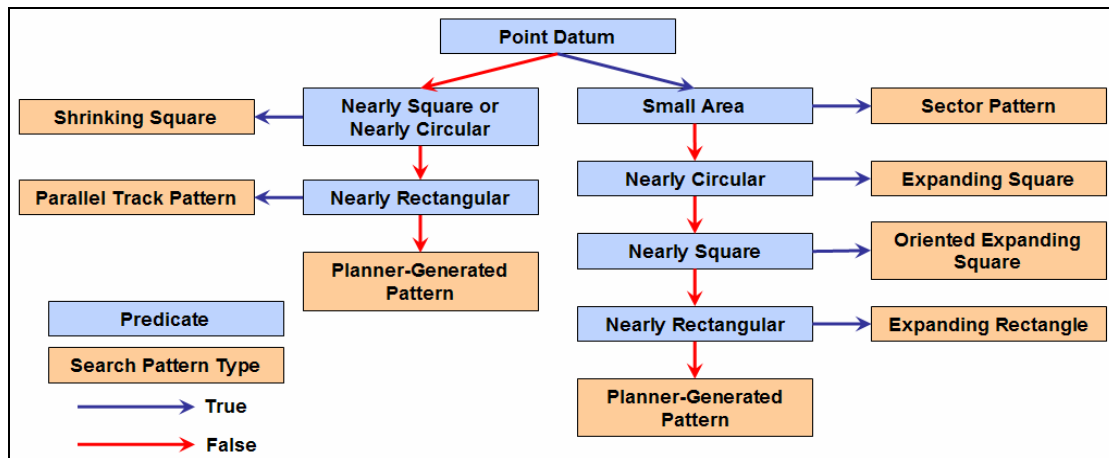 Point Datum
Nearly Square or
Nearly Circular
Small Area
Sector Pattern
Shrinking Square
Nearly Circular
Expanding Square
Parallel Track Pattern
Nearly Rectangular
Nearly Square
Oriented Expanding
Square
Planner-Generated
Pattern
Predicate
Nearly Rectangular
Expanding Rectangle
Search Pattern Type
Planner-Generated
Pattern
True
False